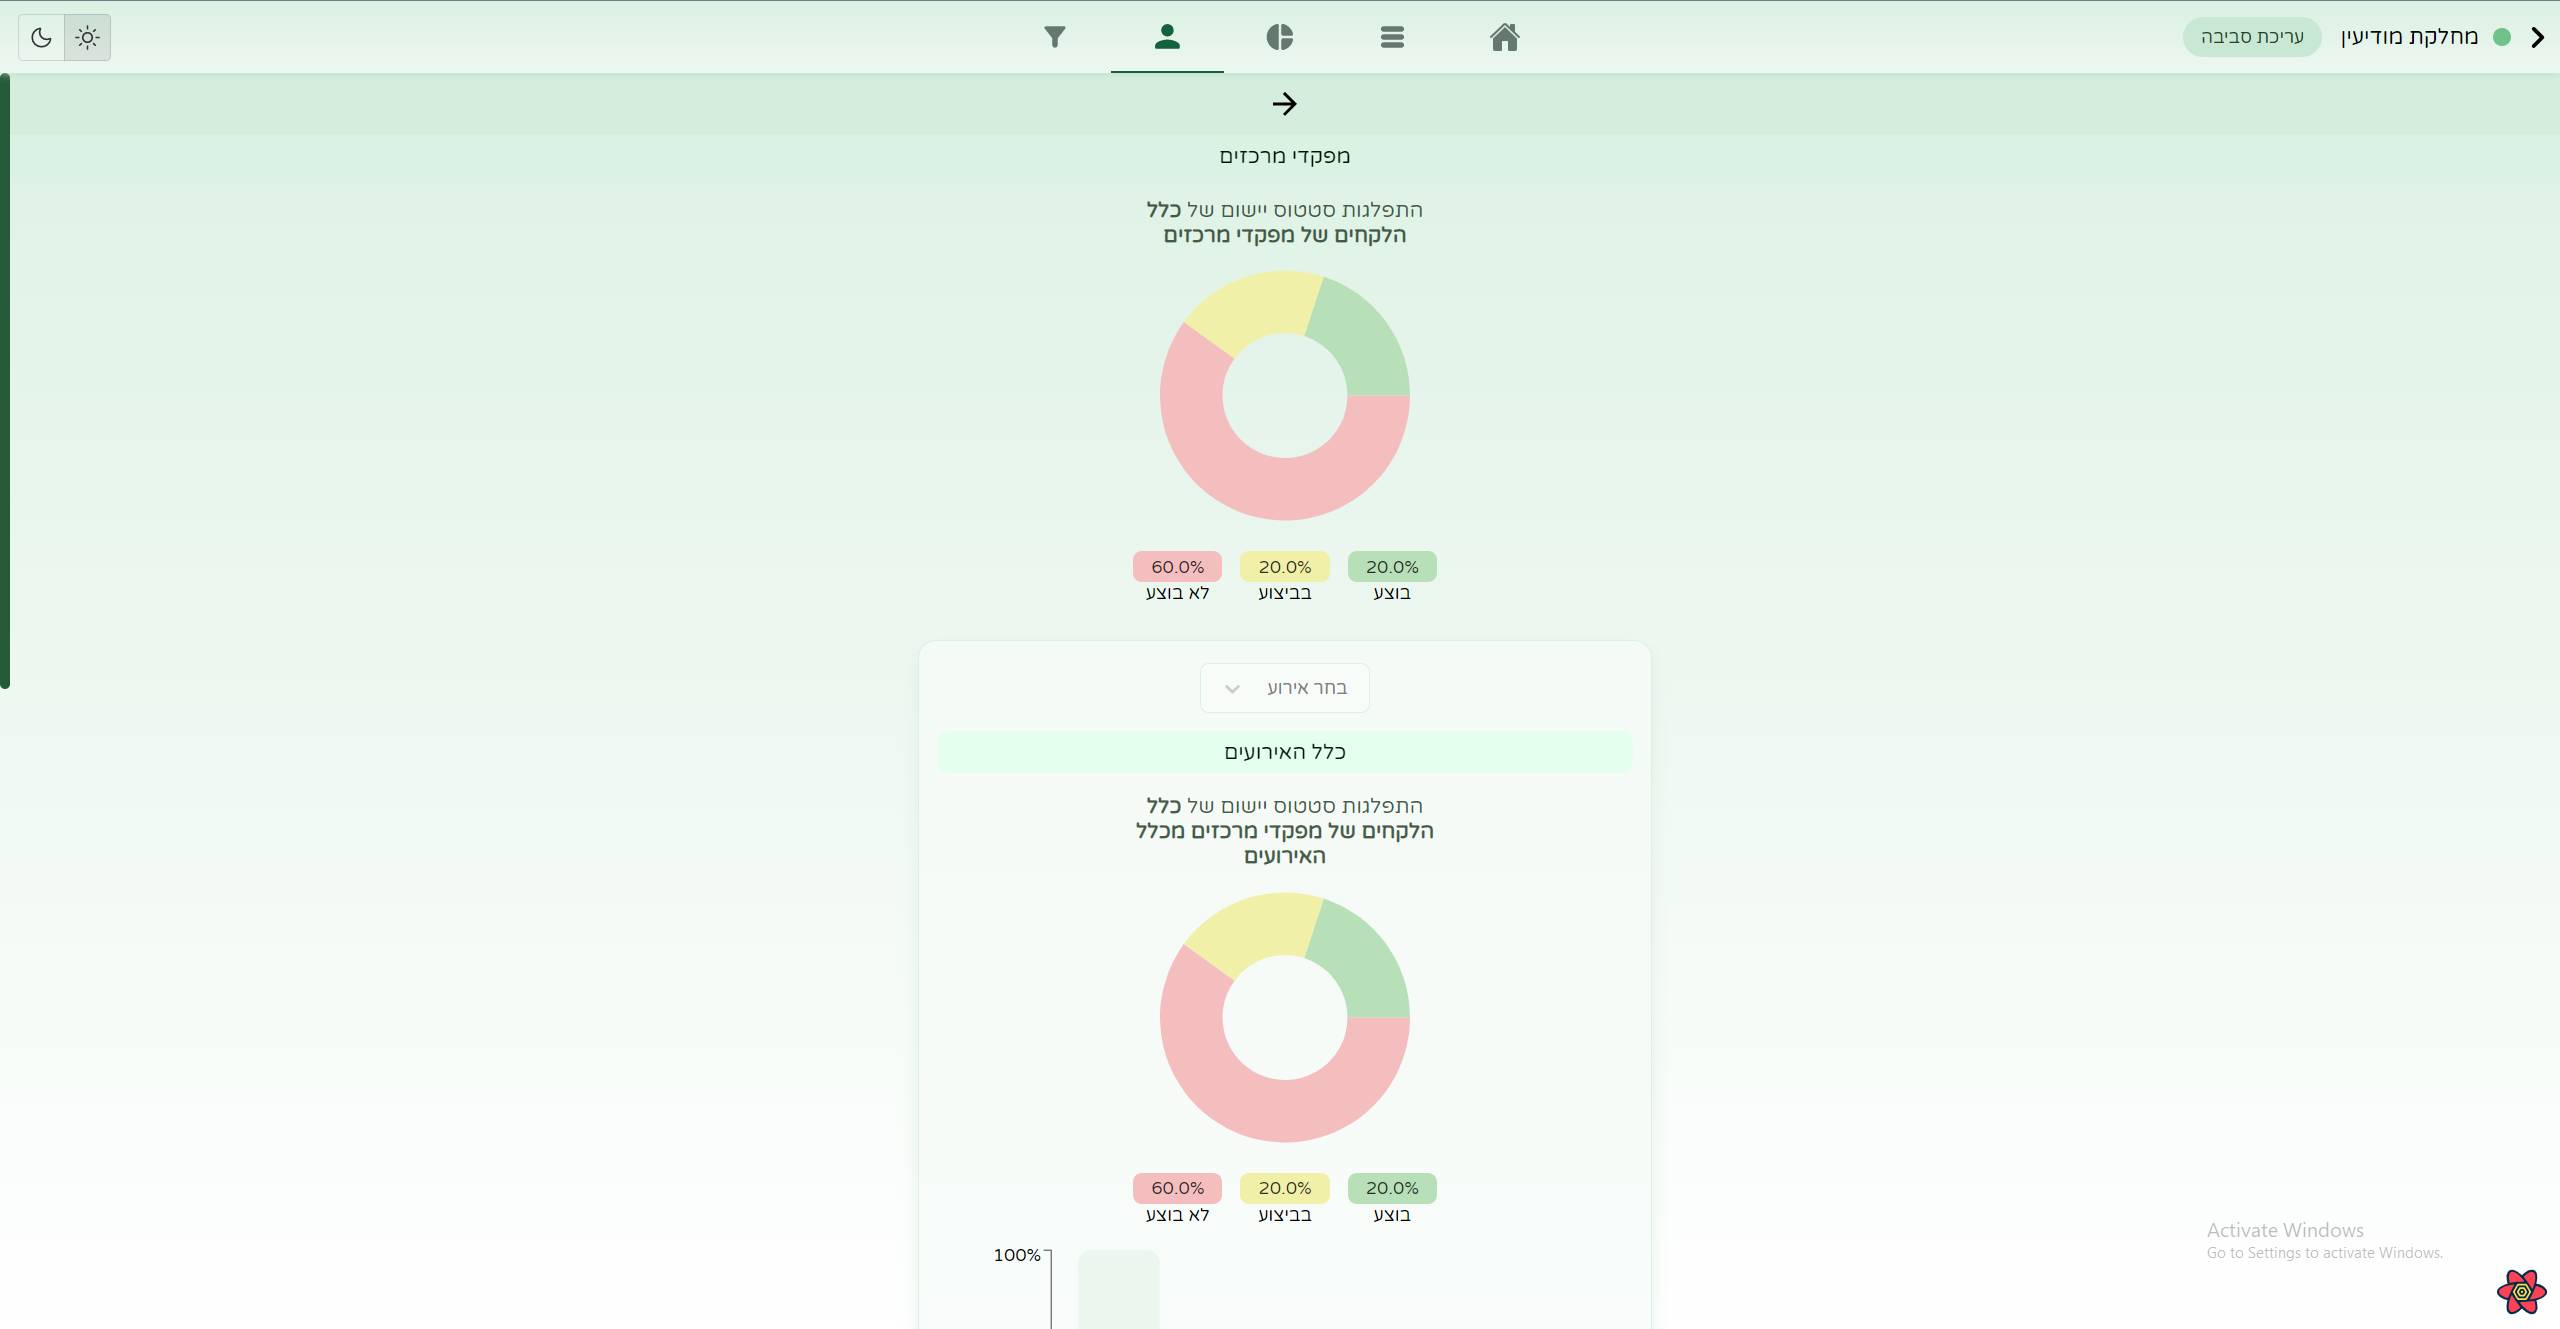 מחלקת מודיעין
עריכת סביבה
מפקדי מרכזים
התפלגות סטטוס יישום של כלל
הלקחים של מפקדי מרכזים
20.0%
20.0%
60.0%
בוצע
בביצוע
לא בוצע
בחר אירוע
כלל האירועים
התפלגות סטטוס יישום של כלל
הלקחים של מפקדי מרכזים מכלל
האירועים
20.0%
20.0%
60.0%
בוצע
בביצוע
לא בוצע
100%
Activate Windows
Go to Settings to activate Windows.